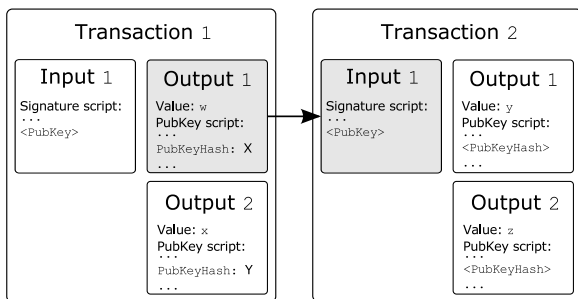 Transaction 1
Input 1
Signature script:
...
<PubKey>
Output 1
Value: w
PubKey script:
...
PubKeyHash: X
...
Output 2
Value: x
PubKey script:
...
PubKeyHash: Y
...
Transaction 2
Input 1
Signature script:
...
<PubKey>
Output 1
Value: y
PubKey script:
...
<PubKeyHash>
...
Output 2
Value: z
PubKey script:
...
<PubKeyHash>
...